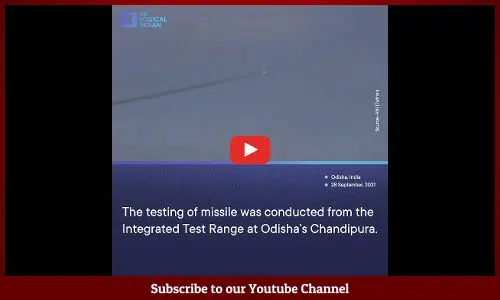 THE
LOGICAL
INDIAN
Odisha, India
28 September, 2021
The testing of missile was conducted from the
Integrated Test Range at Odisha's Chandipura.
Subscribe to our Youtube Channel